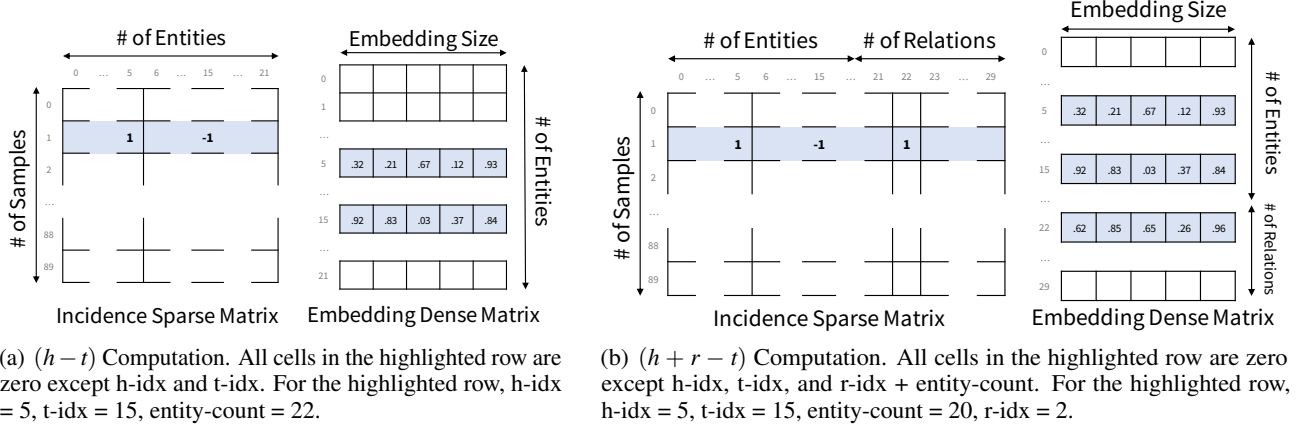 # of Entities
0 ... 5 6 ... 15 ... 21
# of Samples
0
1 1 -1
2
...
88
89
Incidence Sparse Matrix
Embedding Size
0
1
...
5 .32 .21 .67 .12 .93
...
15 .92 .83 .03 .37 .84
...
21
# of Entities
Embedding Dense Matrix
(a) (h − t) Computation. All cells in the highlighted row are
zero except h-idx and t-idx. For the highlighted row, h-idx
= 5, t-idx = 15, entity-count = 22.
# of Entities # of Relations
0 ... 5 6 ... 15 ... 21 22 23 ... 29
# of Samples
0
1 1 -1 1
2
...
88
89
Incidence Sparse Matrix
Embedding Size
0
...
5 .32 .21 .67 .12 .93
...
15 .92 .83 .03 .37 .84
...
22 .62 .85 .65 .26 .96
...
29
# of Entities
# of Relations
Embedding Dense Matrix
(b) (h + r − t) Computation. All cells in the highlighted row are zero
except h-idx, t-idx, and r-idx + entity-count. For the highlighted row,
h-idx = 5, t-idx = 15, entity-count = 20, r-idx = 2.